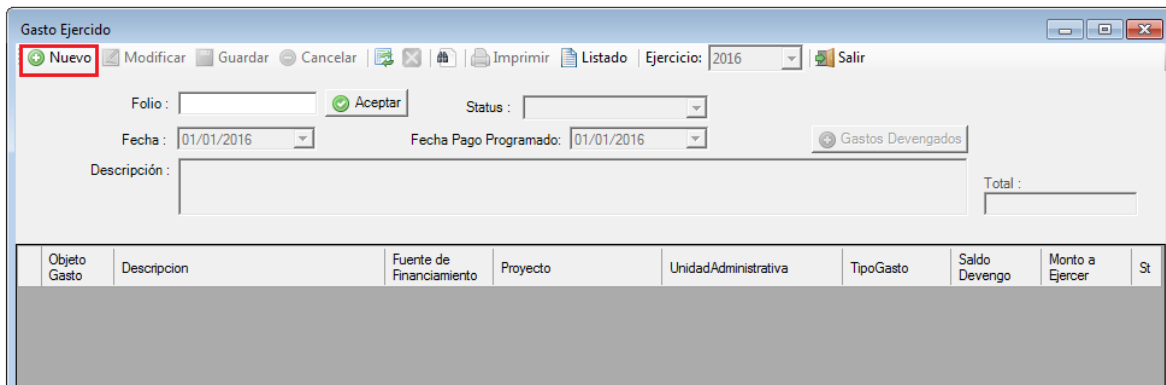 Gasto Ejercido
Nuevo Modificar Guardar Cancelar Imprimir Listado Ejercicio: 2016 Salir
Folio : Aceptar Status :
Fecha : 01/01/2016 Fecha Pago Programado: 01/01/2016 Gastos Devengados
Descripción :
Total :
Objeto Gasto Descripcion Fuente de Financiamiento Proyecto UnidadAdministrativa TipoGasto Saldo Devengo Monto a Ejercer St